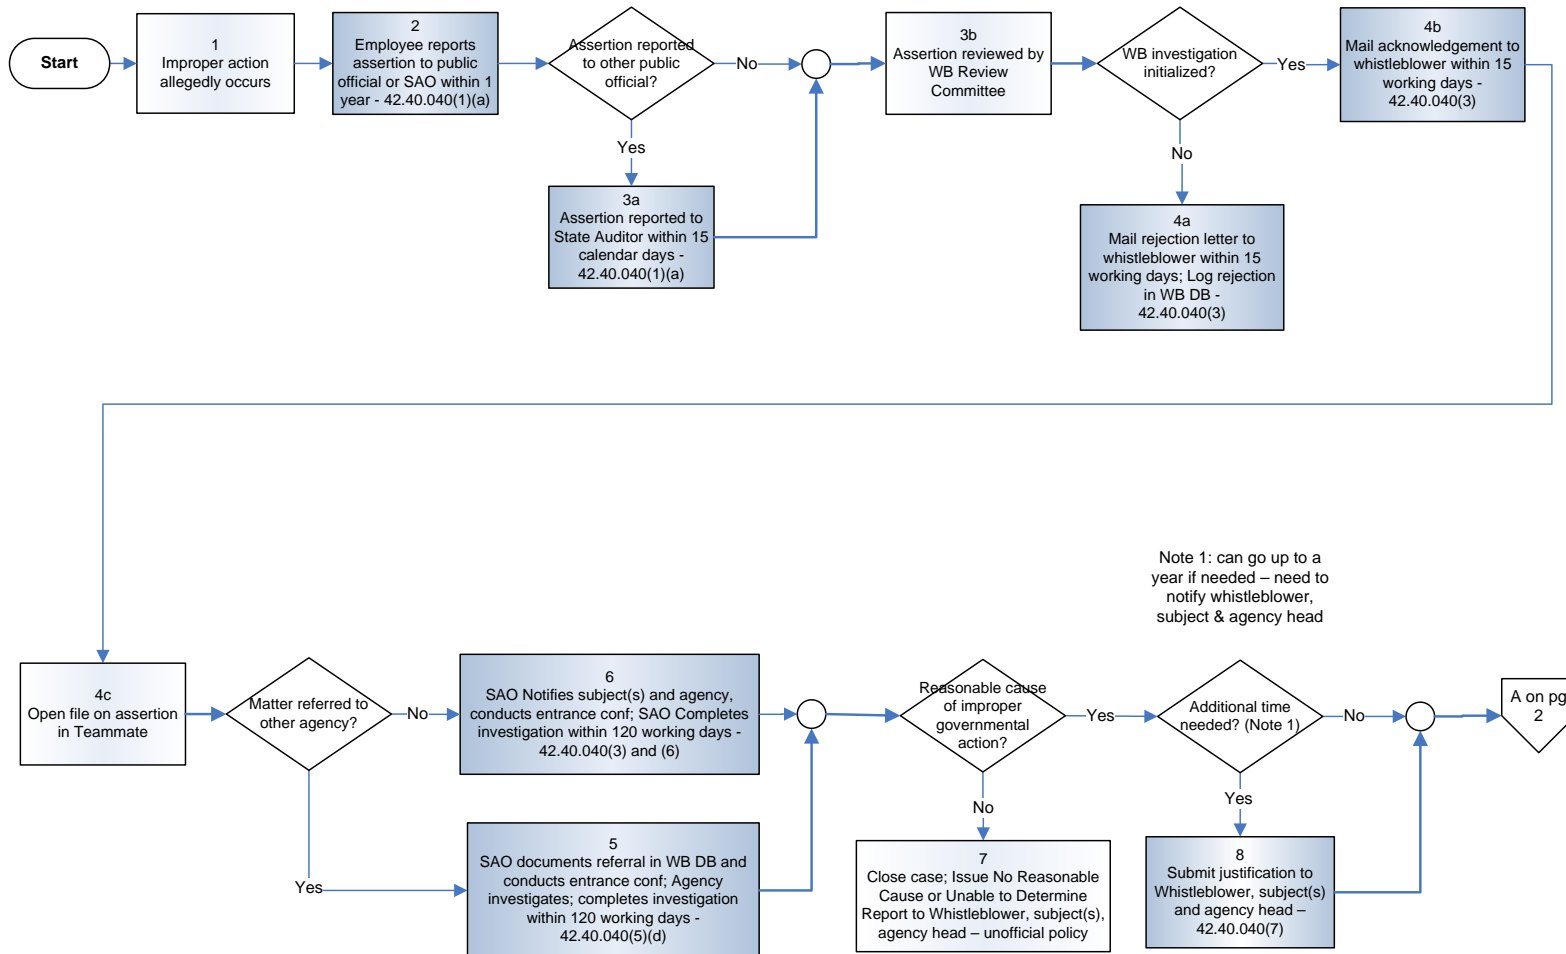 Start
1
Improper action
allegedly occurs
2
Employee reports
assertion to public
official or SAO within 1
year - 42.40.040(1)(a)
Assertion reported
to other public
official?
No
Yes
3a
Assertion reported to
State Auditor within 15
calendar days -
42.40.040(1)(a)
3b
Assertion reviewed by
WB Review
Committee
WB investigation
initialized?
Yes
No
4a
Mail rejection letter to
whistleblower within 15
working days; Log rejection
in WB DB -
42.40.040(3)
4b
Mail acknowledgement to
whistleblower within 15
working days -
42.40.040(3)
Note 1: can go up to a
year if needed – need to
notify whistleblower,
subject & agency head
4c
Open file on assertion
in Teammate
Matter referred to
other agency?
No
Yes
6
SAO Notifies subject(s) and agency,
conducts entrance conf; SAO Completes
investigation within 120 working days -
42.40.040(3) and (6)
5
SAO documents referral in WB DB and
conducts entrance conf; Agency
investigates; completes investigation
within 120 working days -
42.40.040(5)(d)
Reasonable cause
of improper
governmental
action?
Yes
No
7
Close case; Issue No Reasonable
Cause or Unable to Determine
Report to Whistleblower, subject(s),
agency head – unofficial policy
Additional time
needed? (Note 1)
No
Yes
8
Submit justification to
Whistleblower, subject(s)
and agency head –
42.40.040(7)
A on pg
2